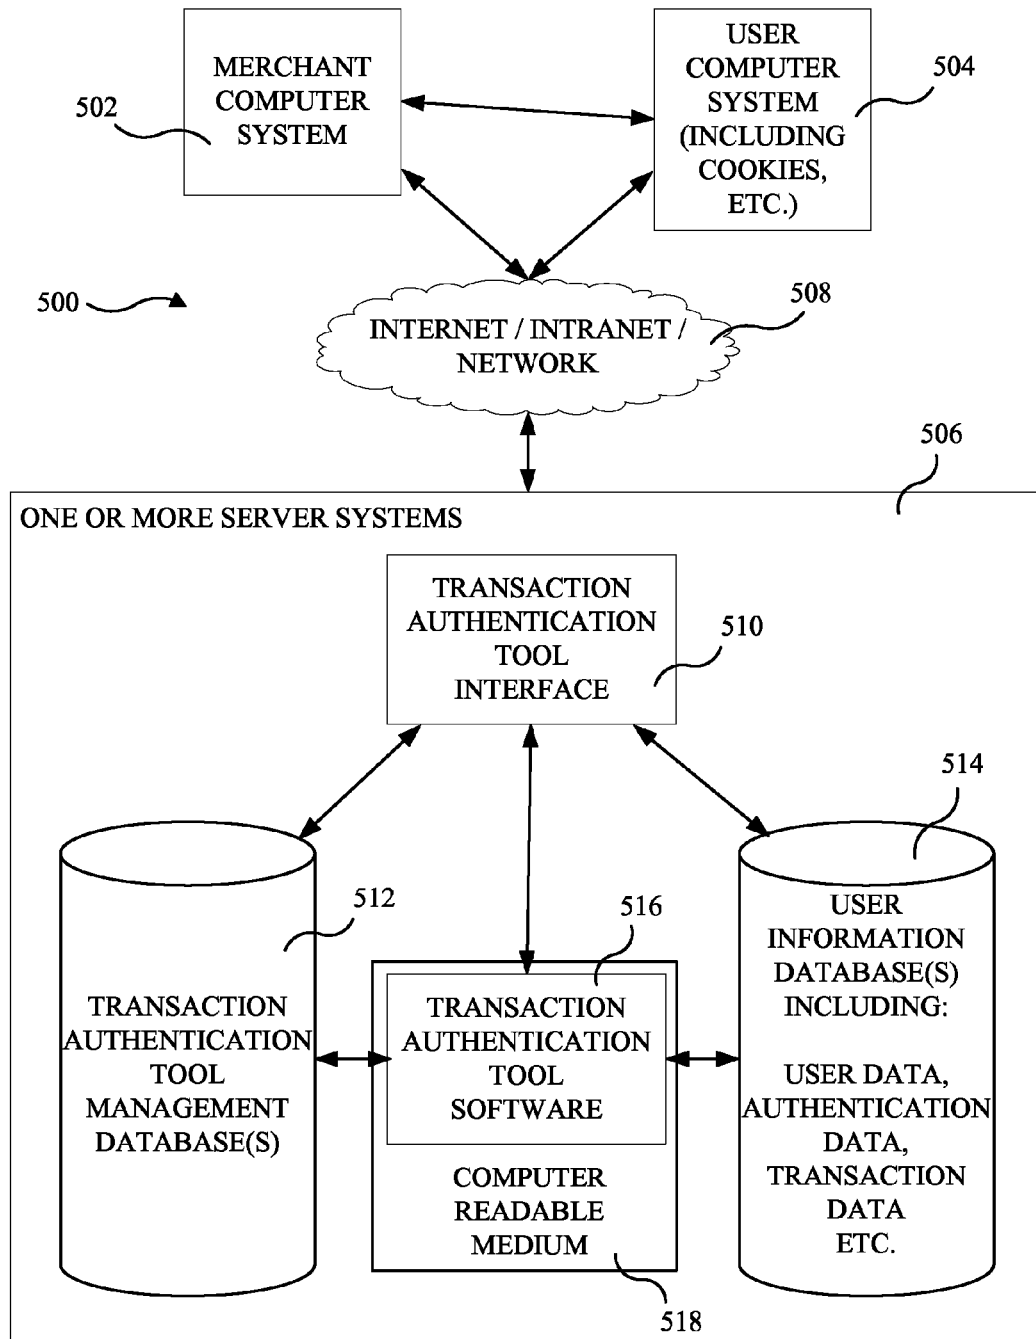 MERCHANT
COMPUTER
SYSTEM
502
USER
COMPUTER
SYSTEM
(INCLUDING
COOKIES,
ETC.)
504
500
INTERNET / INTRANET /
NETWORK
508
506
ONE OR MORE SERVER SYSTEMS
TRANSACTION
AUTHENTICATION
TOOL
INTERFACE
510
514
512
TRANSACTION
AUTHENTICATION
TOOL
MANAGEMENT
DATABASE(S)
516
TRANSACTION
AUTHENTICATION
TOOL
SOFTWARE
COMPUTER
READABLE
MEDIUM
518
USER
INFORMATION
DATABASE(S)
INCLUDING:
USER DATA,
AUTHENTICATION
DATA,
TRANSACTION
DATA
ETC.